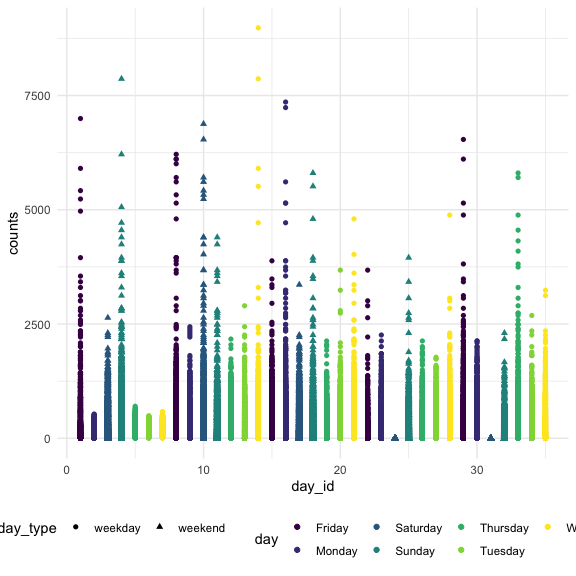 7500
5000
2500
0
counts
0 10 20 30
day_id
day_type weekday weekend day Friday Saturday Thursday W
Monday Sunday Tuesday